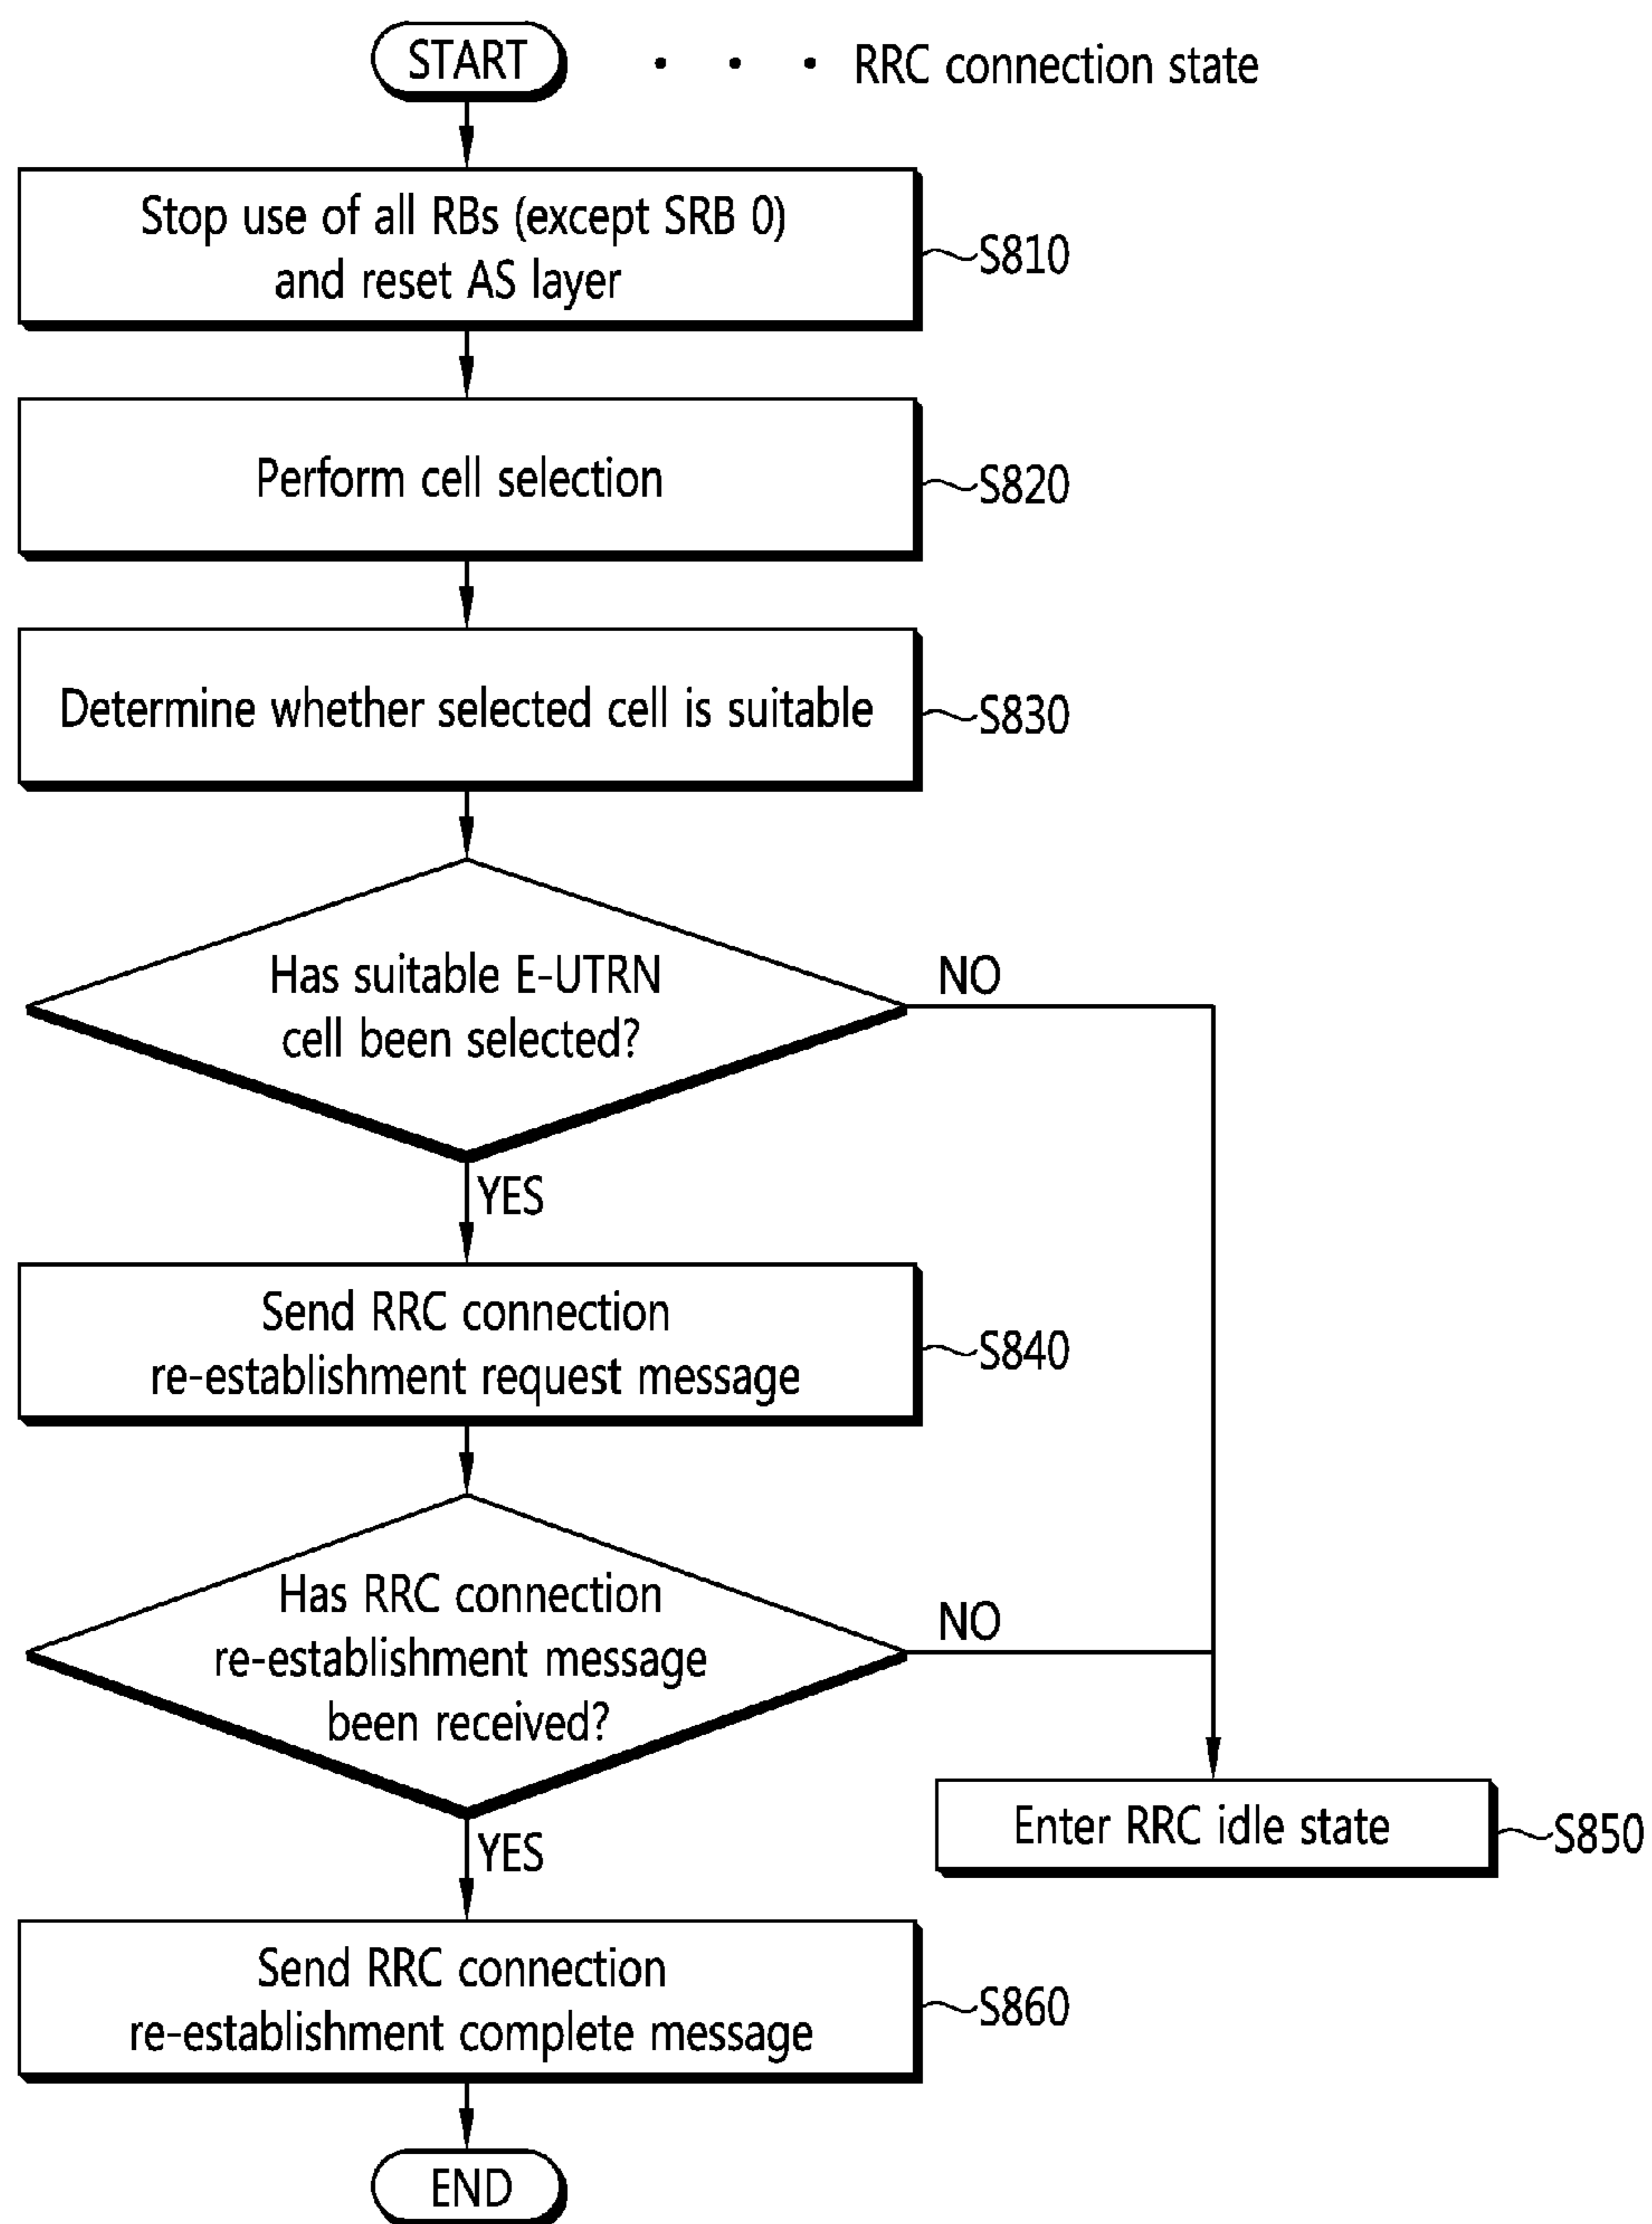 START
RRC connection state
Stop use of all RBs (except SRB 0)
and reset AS layer
S810
Perform cell selection
S820
Determine whether selected cell is suitable
S830
Has suitable E-UTRN
cell been selected?
NO
YES
Send RRC connection
re-establishment request message
S840
Has RRC connection
re-establishment message
been received?
NO
YES
Enter RRC idle state
S850
Send RRC connection
re-establishment complete message
S860
END